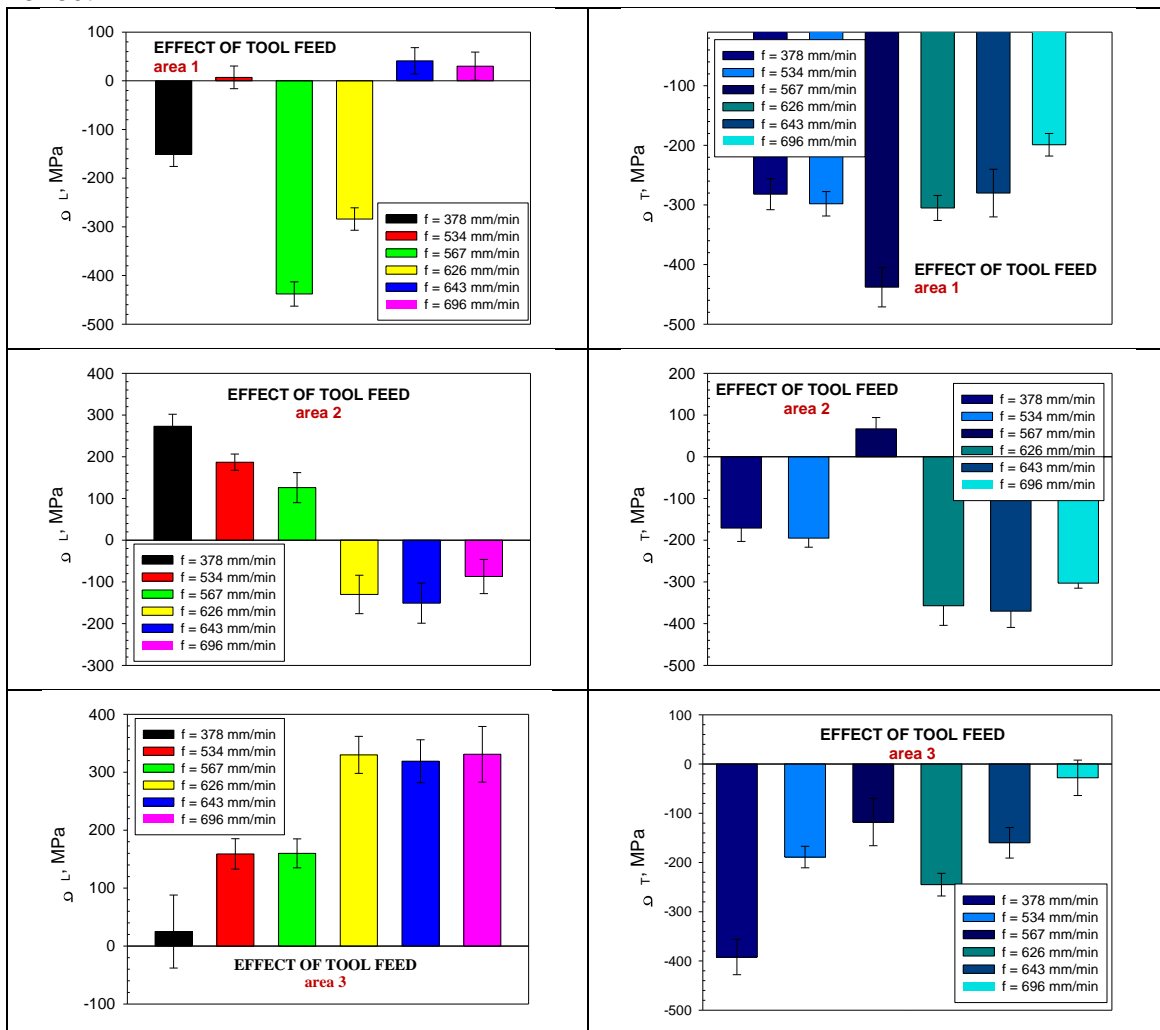 EFFECT OF TOOL FEED
area 1
100
0
-100
-200
-300
-400
-500
σ L, MPa
f = 378 mm/min
f = 534 mm/min
f = 567 mm/min
f = 626 mm/min
f = 643 mm/min
f = 696 mm/min
-100
-200
-300
-400
-500
σ T, MPa
f = 378 mm/min
f = 534 mm/min
f = 567 mm/min
f = 626 mm/min
f = 643 mm/min
f = 696 mm/min
EFFECT OF TOOL FEED
area 1
400
300
200
100
0
-100
-200
-300
σ L, MPa
EFFECT OF TOOL FEED
area 2
f = 378 mm/min
f = 534 mm/min
f = 567 mm/min
f = 626 mm/min
f = 643 mm/min
f = 696 mm/min
200
100
0
-100
-200
-300
-400
-500
σ T, MPa
EFFECT OF TOOL FEED
area 2
f = 378 mm/min
f = 534 mm/min
f = 567 mm/min
f = 626 mm/min
f = 643 mm/min
f = 696 mm/min
400
300
200
100
0
-100
σ L, MPa
f = 378 mm/min
f = 534 mm/min
f = 567 mm/min
f = 626 mm/min
f = 643 mm/min
f = 696 mm/min
EFFECT OF TOOL FEED
area 3
100
0
-100
-200
-300
-400
-500
σ T, MPa
EFFECT OF TOOL FEED
area 3
f = 378 mm/min
f = 534 mm/min
f = 567 mm/min
f = 626 mm/min
f = 643 mm/min
f = 696 mm/min